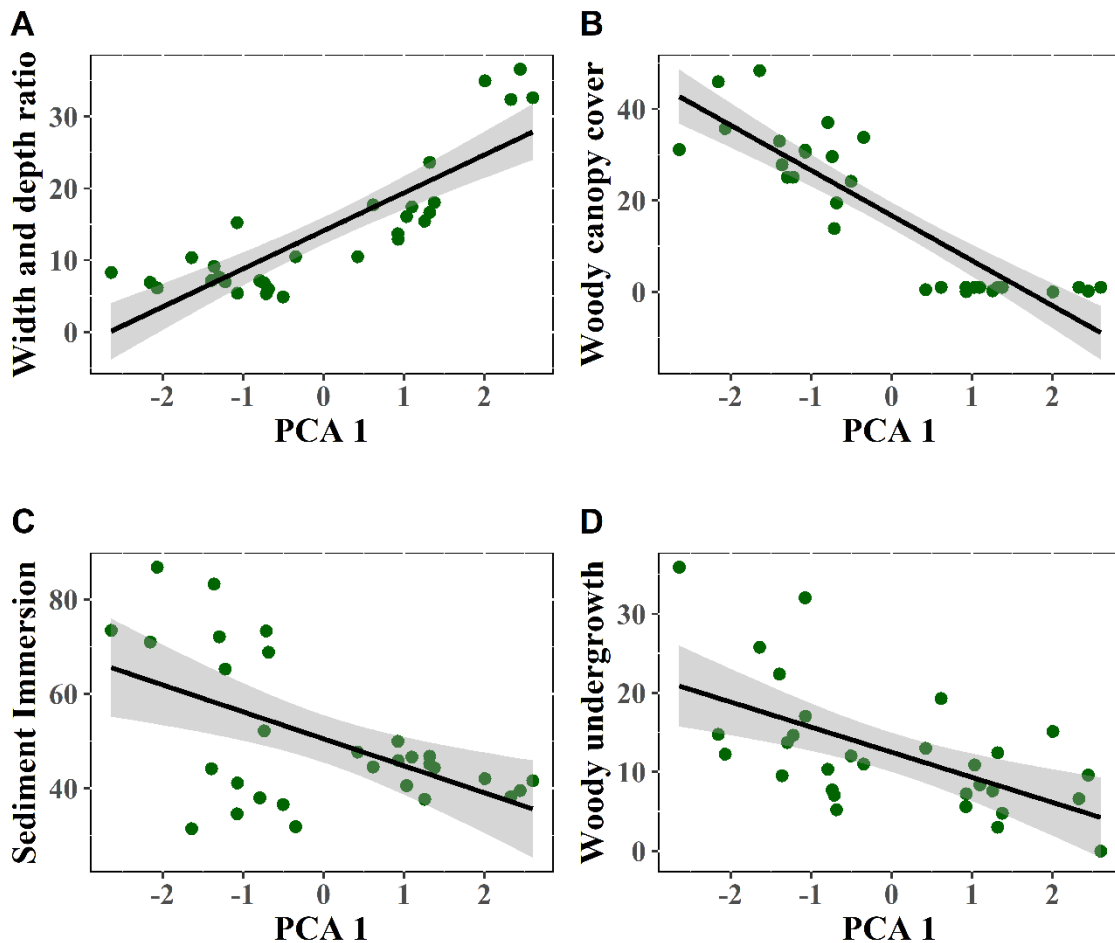 A
Width and depth ratio
30
20
10
0
-2 -1 0 1 2
PCA 1
B
Woody canopy cover
40
20
0
-2 -1 0 1 2
PCA 1
C
Sediment Immersion
80
60
40
-2 -1 0 1 2
PCA 1
D
Woody undergrowth
30
20
10
0
-2 -1 0 1 2
PCA 1